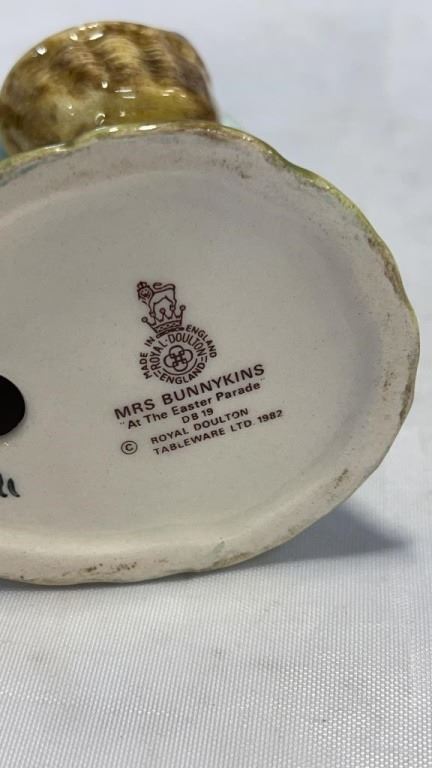 MADE IN ENGLAND
ROYAL · DOULTON
ENGLAND
MRS BUNNYKINS
"At The Easter Parade"
DB 19
© ROYAL DOULTON
TABLEWARE LTD. 1982